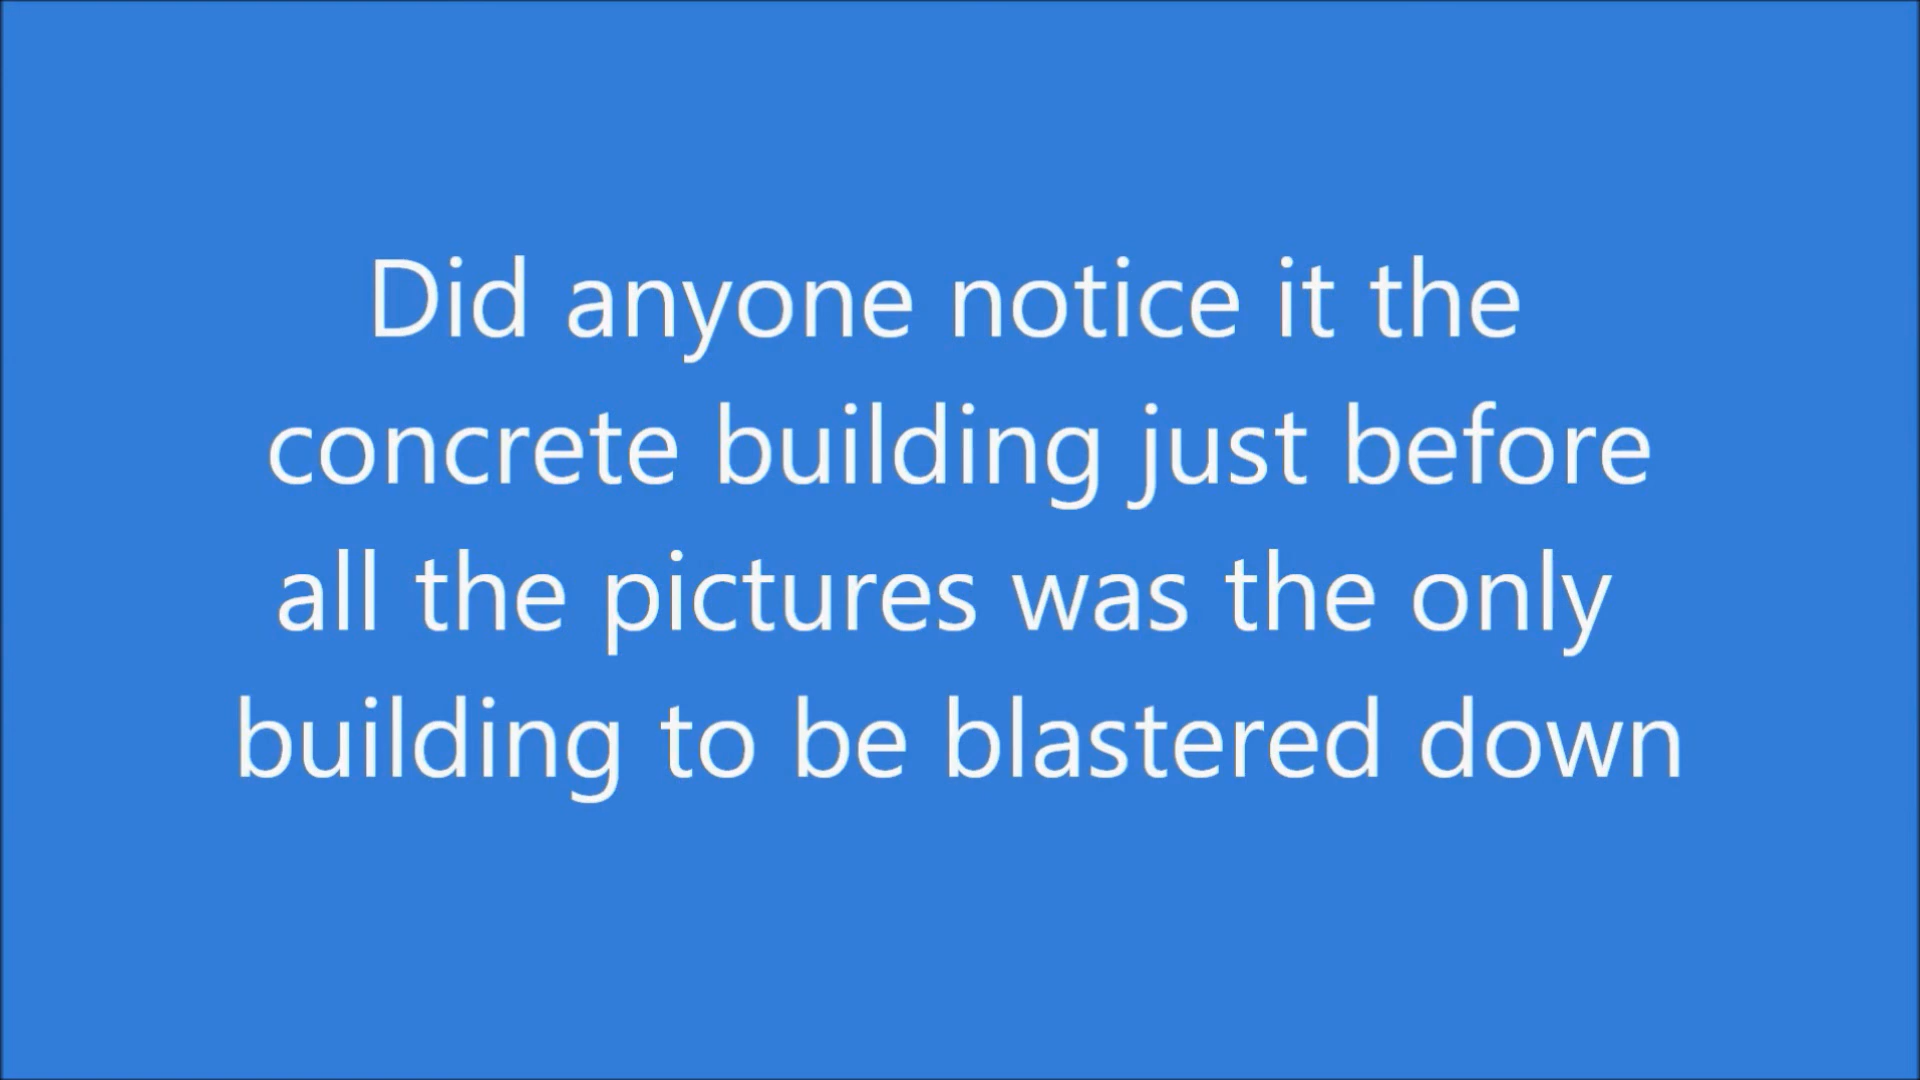 Did anyone notice it the
concrete building just before
all the pictures was the only
building to be blastered down